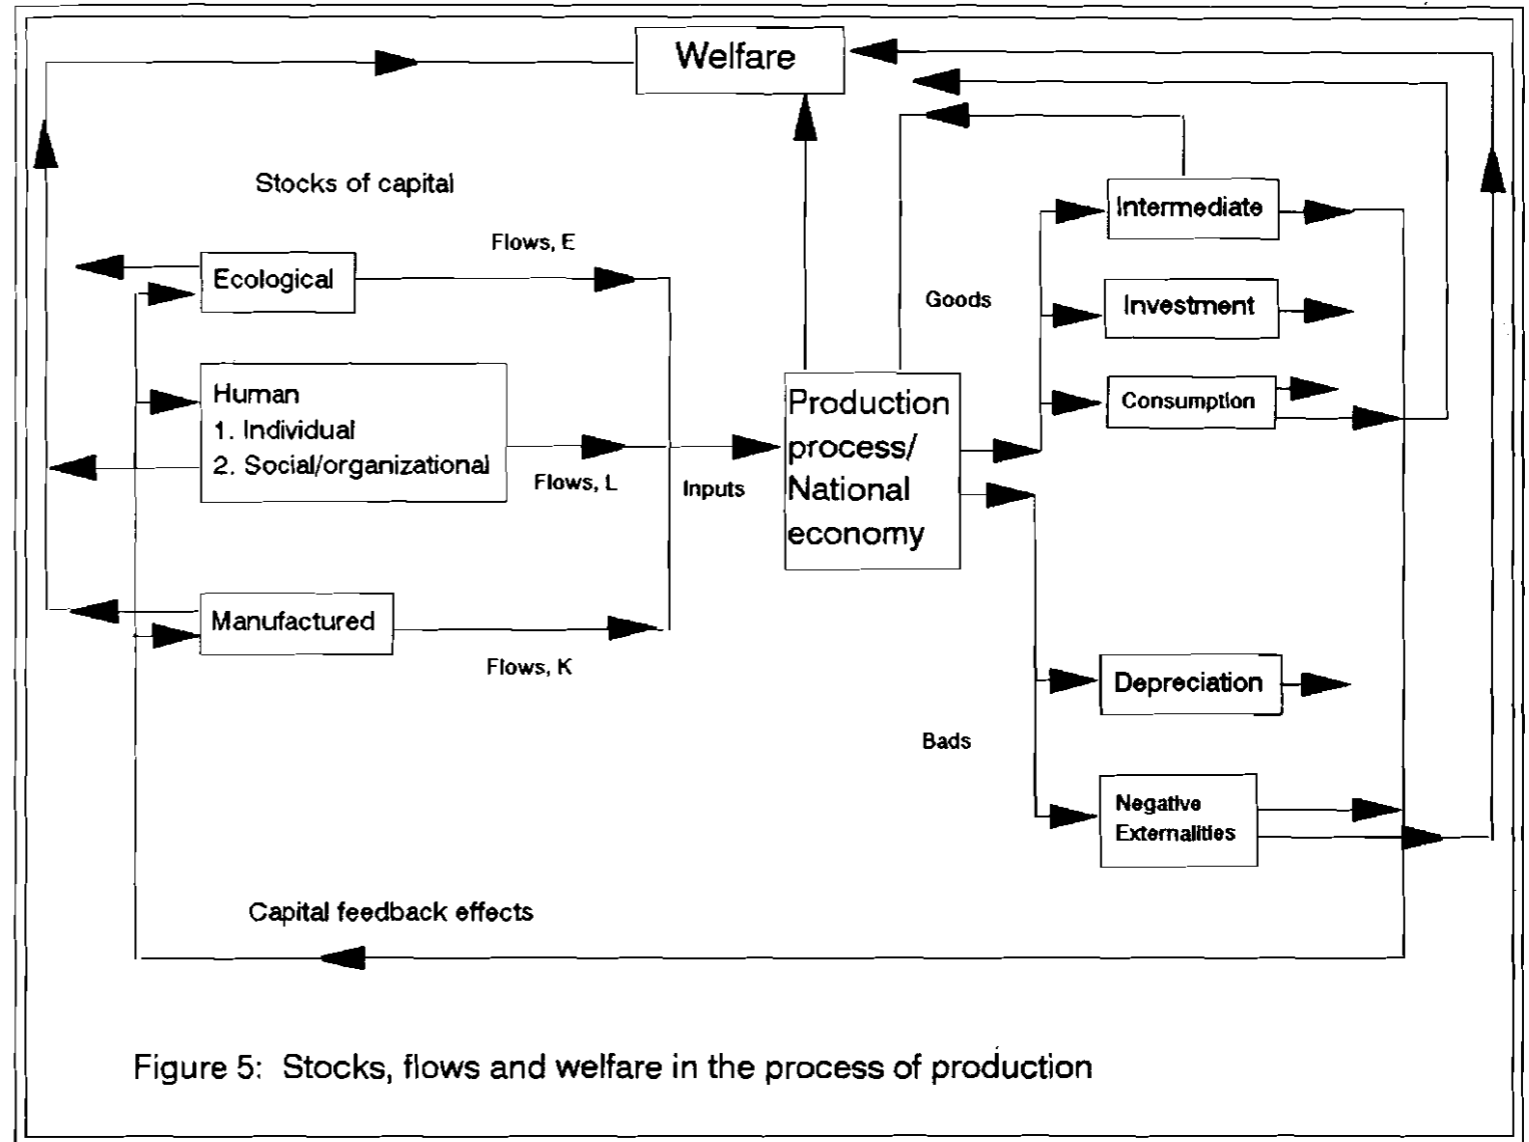 Welfare
Stocks of capital
Flows, E
Ecological
Human
1. Individual
2. Social/organizational
Flows, L
Inputs
Manufactured
Flows, K
Production
process/
National
economy
Goods
Intermediate
Investment
Consumption
Bads
Depreciation
Negative
Externalities
Capital feedback effects
Figure 5: Stocks, flows and welfare in the process of production